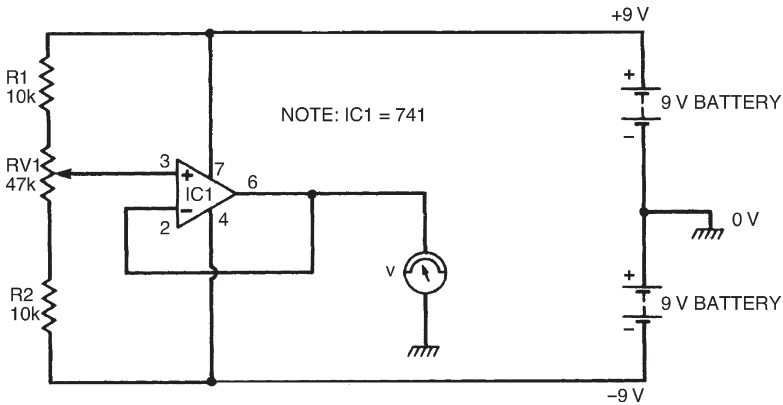 +9 V
R1
10k
+
9 V BATTERY
–
NOTE: IC1 = 741
RV1
47k
3
7
+
IC1
6
–
2
4
0 V
V
R2
10k
+
9 V BATTERY
–
–9 V